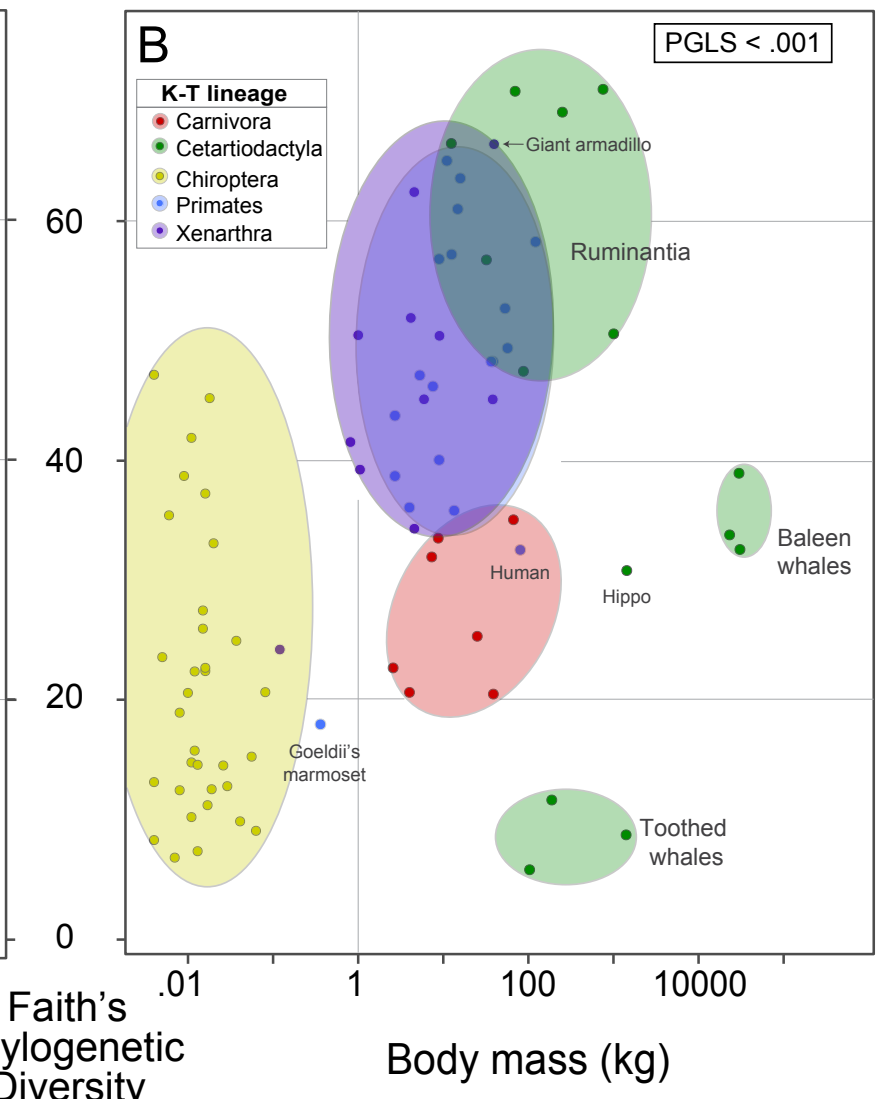 B
PGLS < .001
K-T lineage
Carnivora
Cetartiodactyla
Chiroptera
Primates
Xenarthra
Giant armadillo
60
Ruminantia
40
Baleen
whales
Human
Hippo
20
Goeldii's
marmoset
Toothed
whales
0
.01
1
100
10000
Faith's
ylogenetic
Diversity
Body mass (kg)